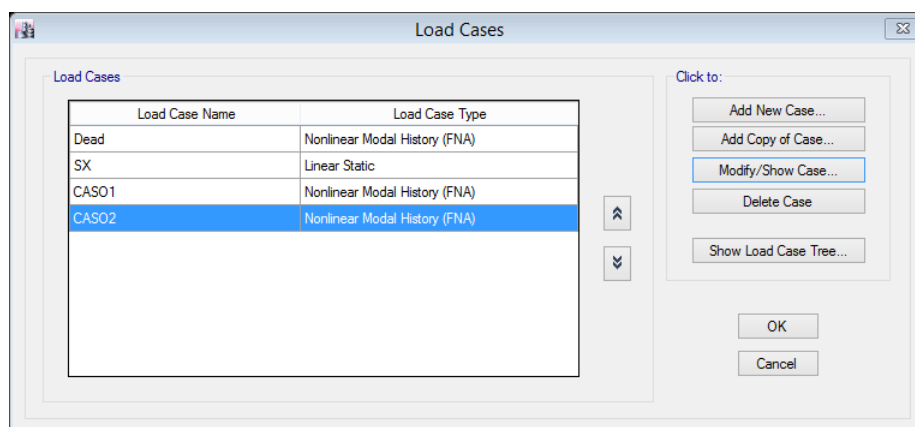 Load Cases
Load Cases
Load Case Name Load Case Type
Dead Nonlinear Modal History (FNA)
SX Linear Static
CASO1 Nonlinear Modal History (FNA)
CASO2 Nonlinear Modal History (FNA)
Click to:
Add New Case...
Add Copy of Case...
Modify/Show Case...
Delete Case
Show Load Case Tree...
OK
Cancel